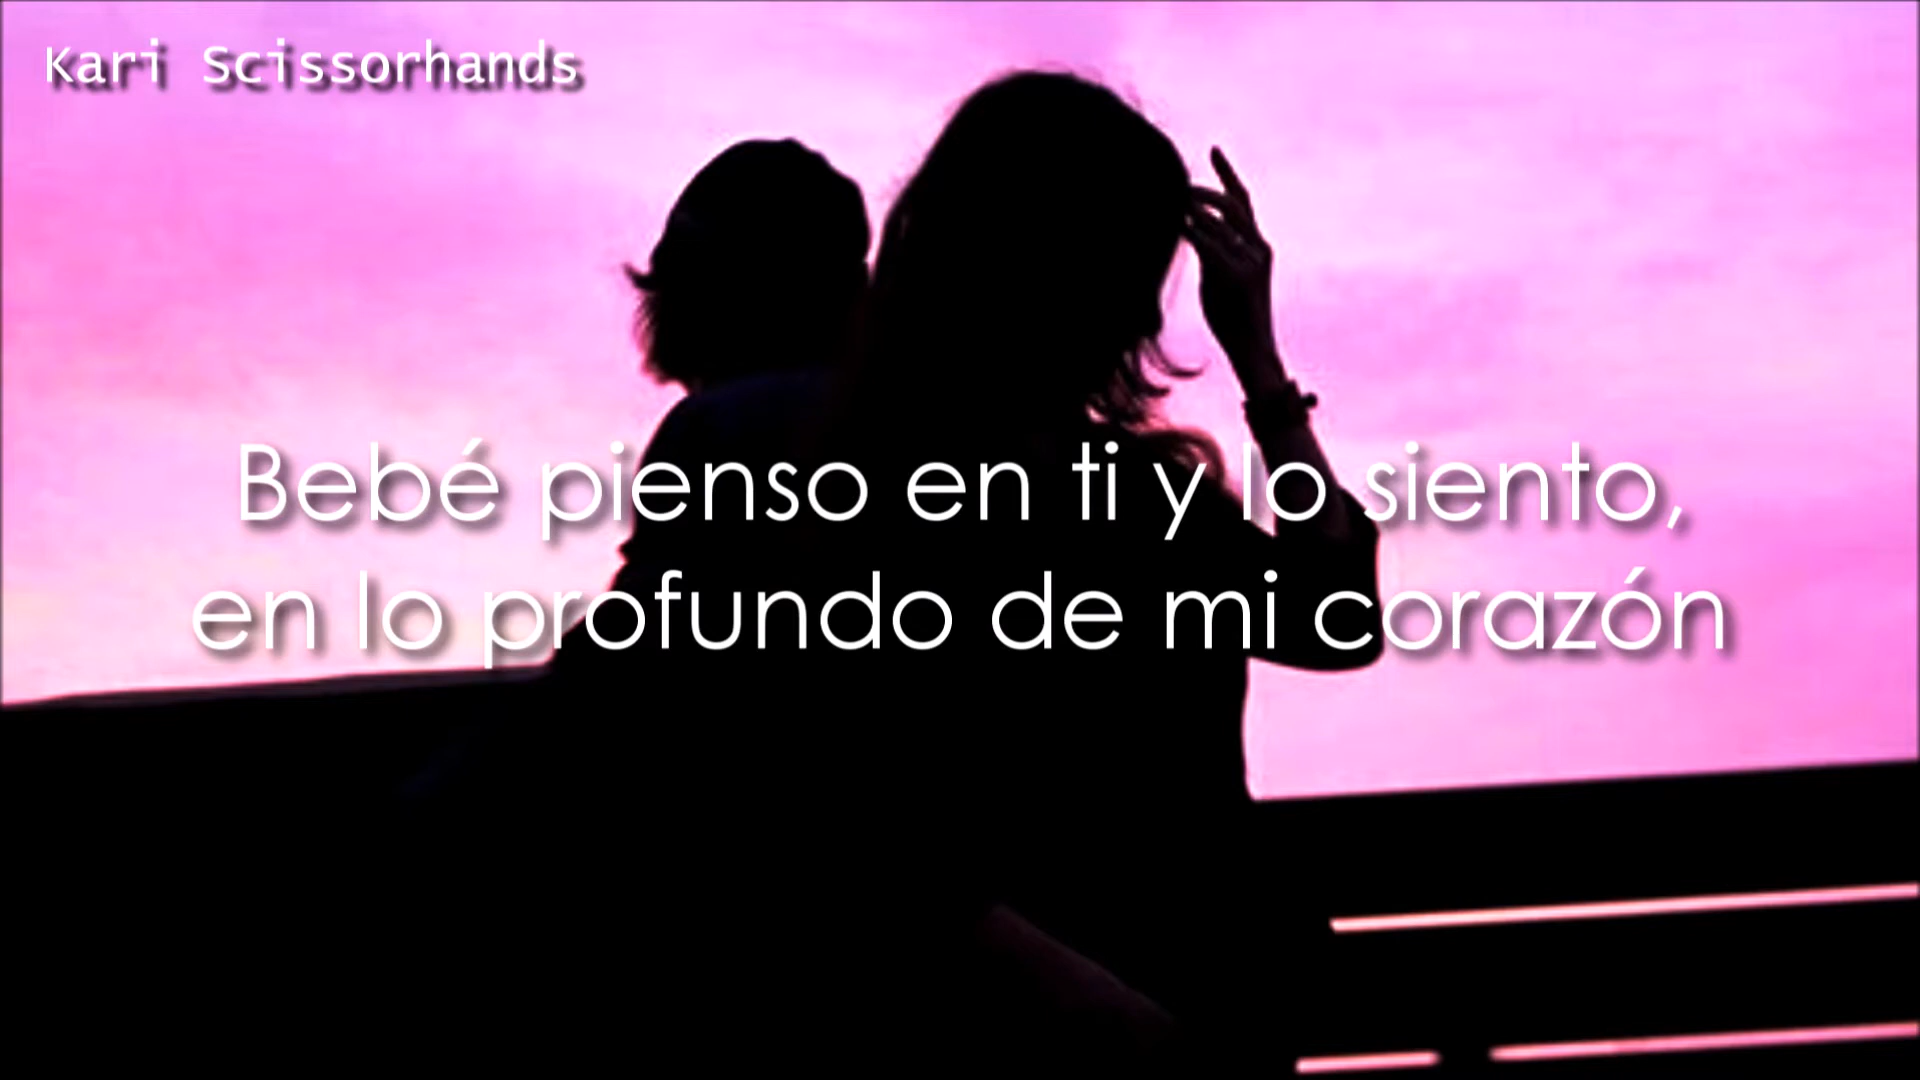 Kari Scissorhands
Bebé pienso en ti y lo siento,
en lo profundo de mi corazón